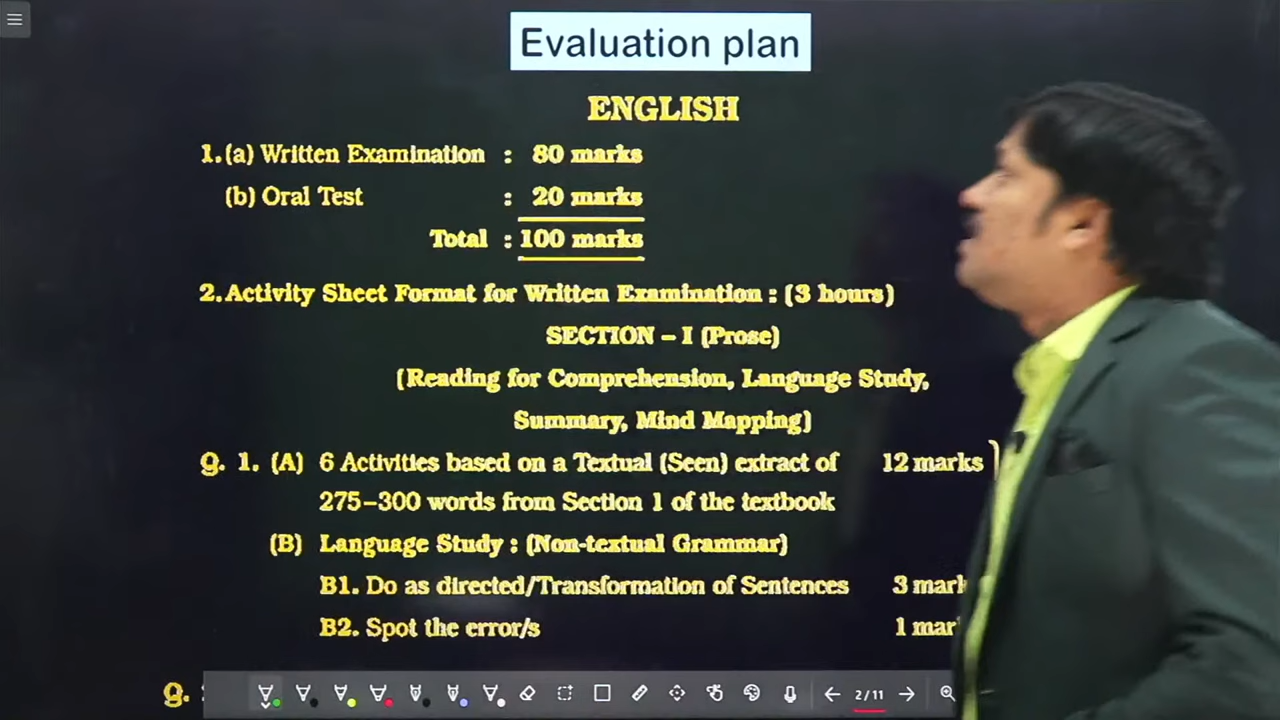 Evaluation plan
ENGLISH
1.(a) Written Examination : 80 marks
(b) Oral Test : 20 marks
Total : 100 marks
2. Activity Sheet Format for Written Examination : (3 hours)
SECTION – I (Prose)
(Reading for Comprehension, Language Study,
Summary, Mind Mapping)
Q. 1. (A) 6 Activities based on a Textual (Seen) extract of 12 marks
275–300 words from Section 1 of the textbook
(B) Language Study : (Non-textual Grammar)
B1. Do as directed/Transformation of Sentences 3
B2. Spot the error/s 1
Q.
2/11